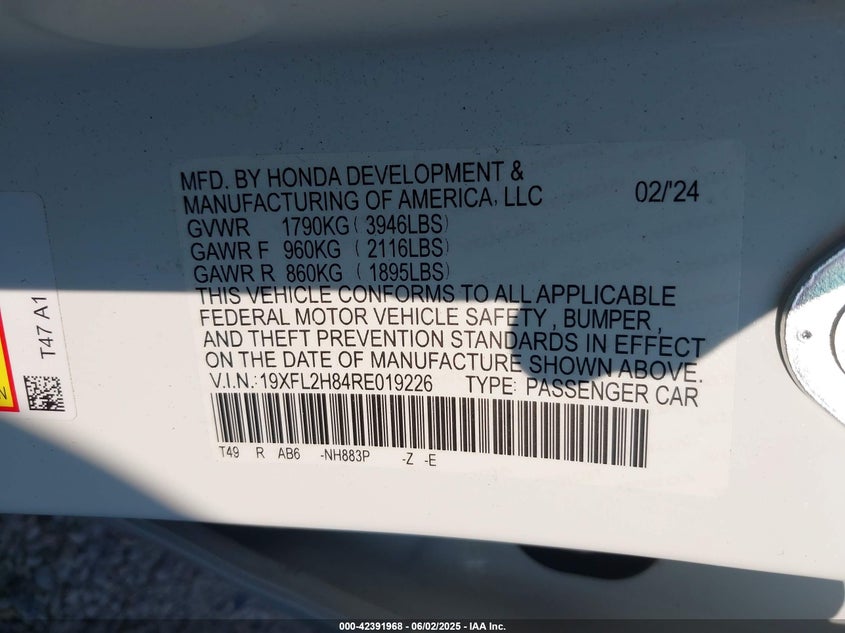 MFD. BY HONDA DEVELOPMENT &
MANUFACTURING OF AMERICA, LLC 02/'24
GVWR 1790KG ( 3946LBS)
GAWR F 960KG ( 2116LBS)
GAWR R 860KG ( 1895LBS)
THIS VEHICLE CONFORMS TO ALL APPLICABLE
FEDERAL MOTOR VEHICLE SAFETY , BUMPER ,
AND THEFT PREVENTION STANDARDS IN EFFECT
ON THE DATE OF MANUFACTURE SHOWN ABOVE.
V.I.N.:19XFL2H84RE019226 TYPE: PASSENGER CAR
T49 R AB6 -NH883P -Z -E
T47 A1
000-42391968 | 06/02/2025 - IAA Inc.